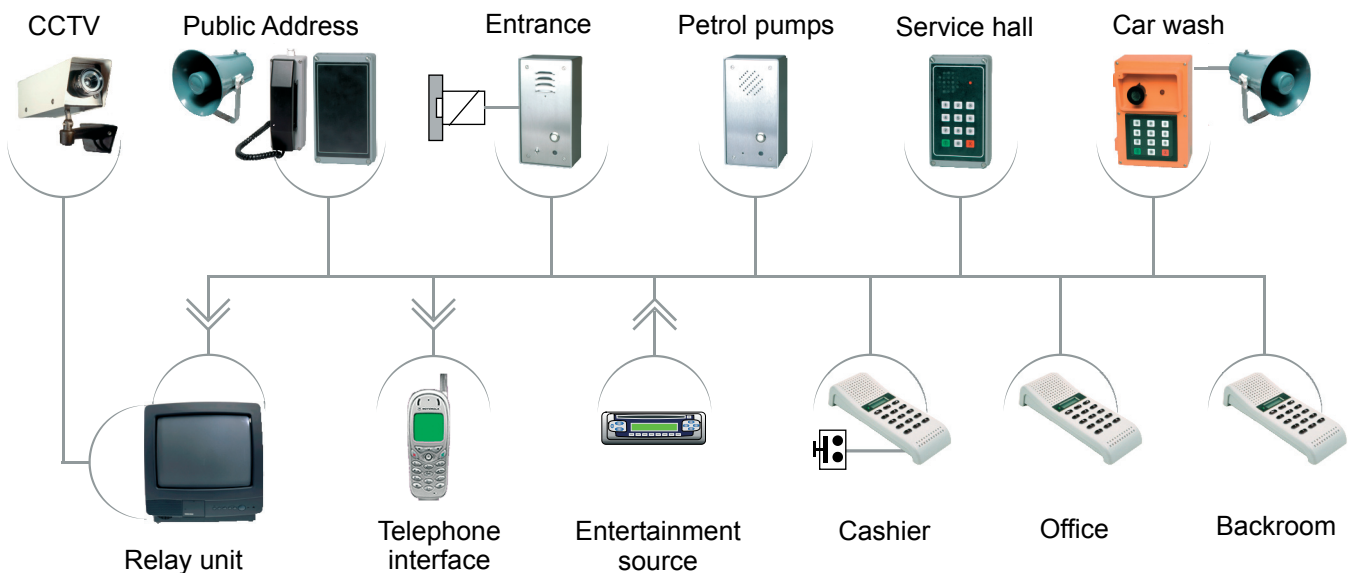 CCTV
Public Address
Entrance
Petrol pumps
Service hall
Car wash
Relay unit
Telephone
interface
Entertainment
source
Cashier
Office
Backroom